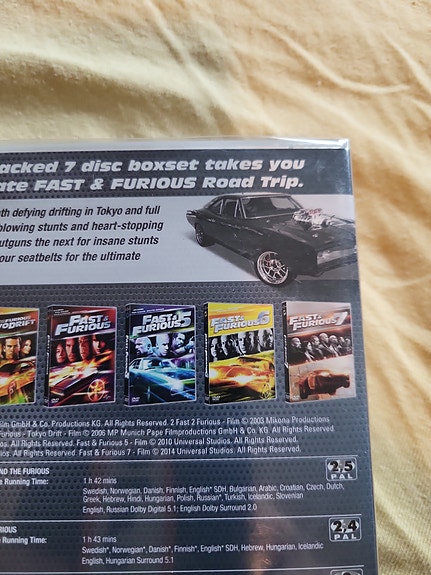 acked 7 disc boxset takes you
ate FAST & FURIOUS Road Trip.
th defying drifting in Tokyo and full
blowing stunts and heart-stopping
outguns the next for insane stunts
our seatbelts for the ultimate
FAST & FURIOUS
FAST & FURIOUS 5
FAST & FURIOUS 6
FAST & FURIOUS 7
Film GmbH & Co. Productions KG. All Rights Reserved. 2 Fast 2 Furious - Film © 2003 Mikona Productions
Furious - Tokyo Drift - Film © 2006 MP Munich Pape Filmproductions GmbH & Co. KG. All Rights
os. All Rights Reserved. Fast & Furious 5 - Film © 2010 Universal Studios. All Rights Reserved.
os. All Rights Reserved. Fast & Furious 7 - Film © 2014 Universal Studios. All Rights Reserved.
ND THE FURIOUS
e Running Time: 1 h 42 mins
2,5
PAL
Swedish, Norwegian, Danish, Finnish, English* SDH, Bulgarian, Arabic, Croatian, Czech, Dutch,
Greek, Hebrew, Hindi, Hungarian, Polish, Russian*, Turkish, Icelandic, Slovenian
English, Russian Dolby Digital 5.1; English Dolby Surround 2.0
RIOUS
e Running Time: 1 h 43 mins
2,4
PAL
Swedish*, Norwegian*, Danish*, Finnish*, English* SDH, Hebrew, Hungarian, Icelandic
English, Hungarian Surround 5.1